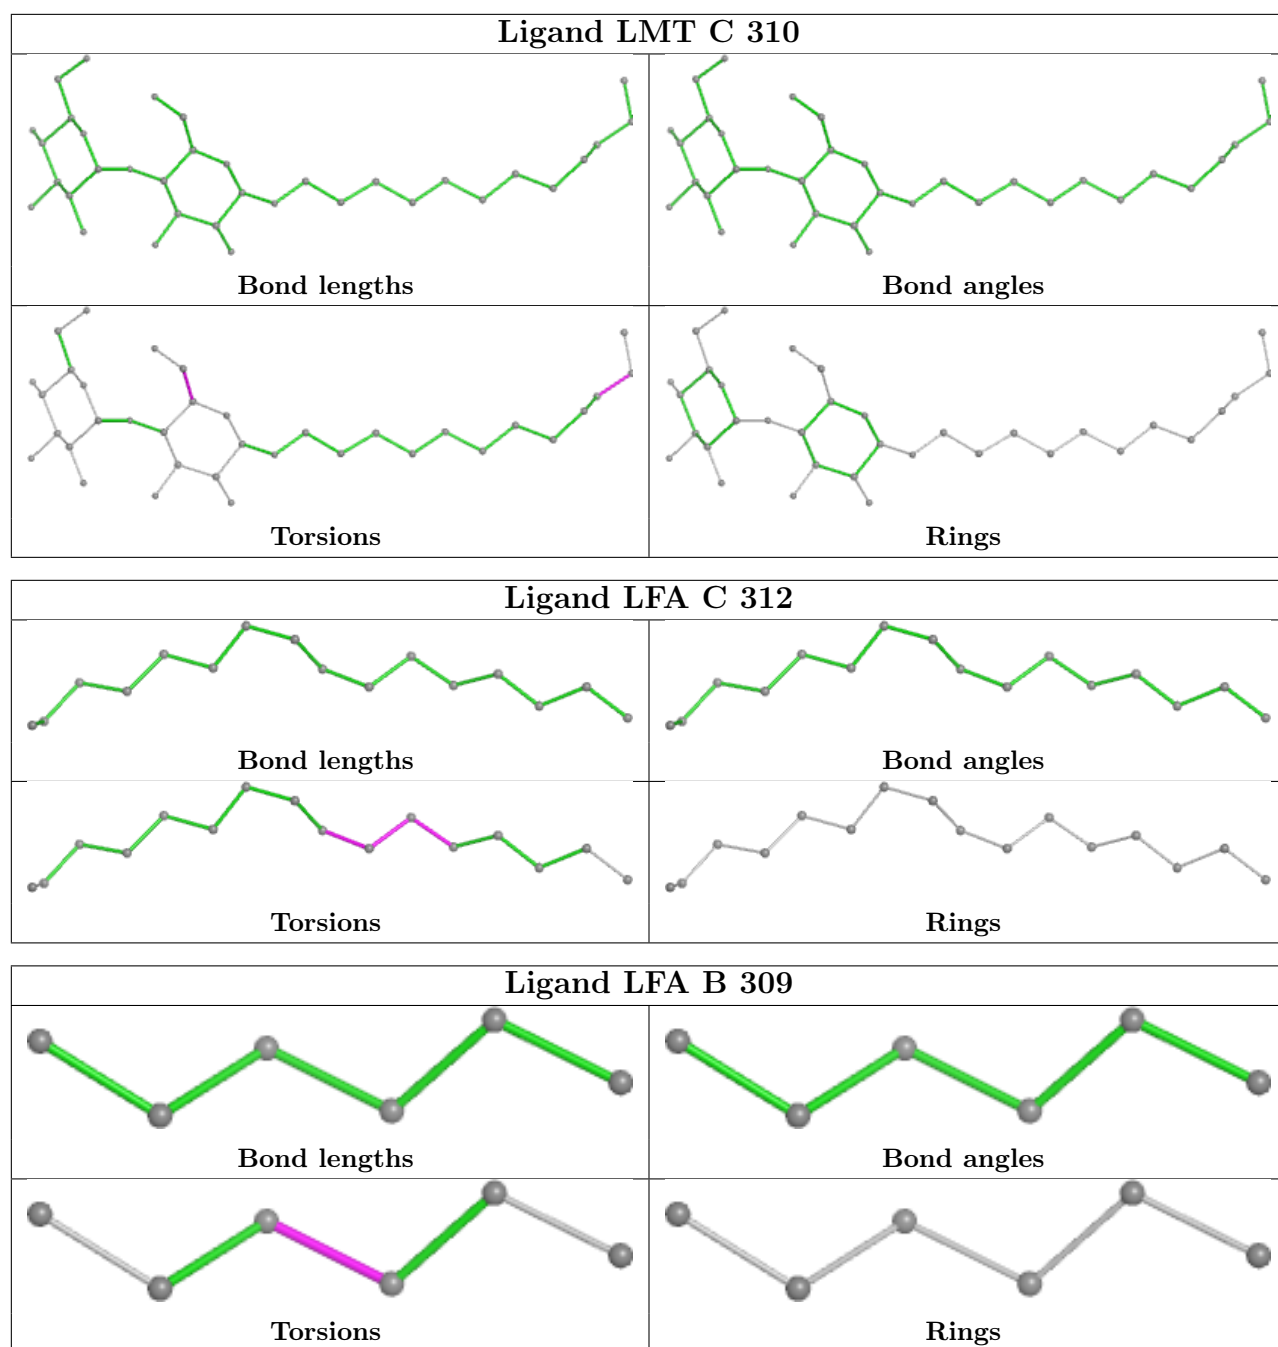 Ligand LMT C 310
Bond lengths
Bond angles
Torsions
Rings
Ligand LFA C 312
Bond lengths
Bond angles
Torsions
Rings
Ligand LFA B 309
Bond lengths
Bond angles
Torsions
Rings